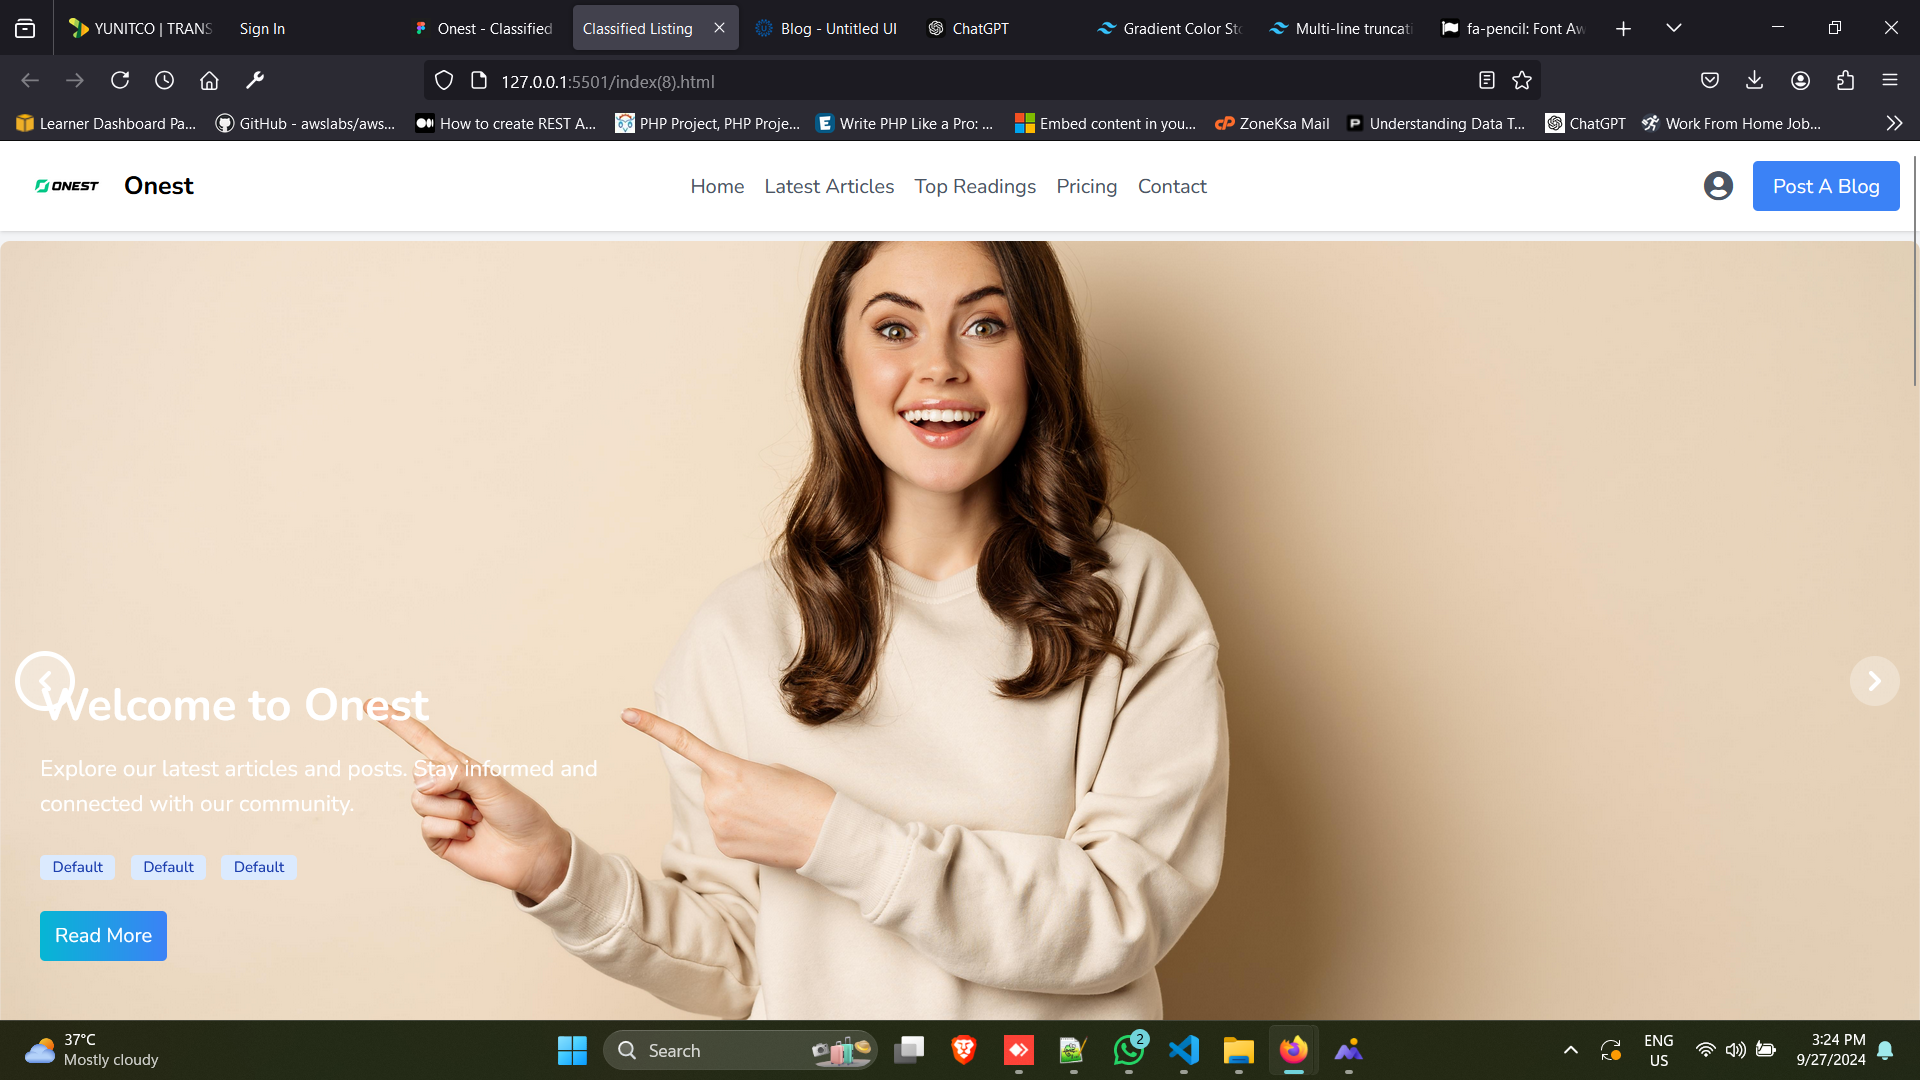 YUNITCO | TRANS
Sign In
Onest - Classified
Classified Listing
Blog - Untitled UI
ChatGPT
Gradient Color Sto
Multi-line truncati
fa-pencil: Font Aw
127.0.0.1:5501/index(8).html
Learner Dashboard Pa...
GitHub - awslabs/aws...
How to create REST A...
PHP Project, PHP Proje...
Write PHP Like a Pro: ...
Embed content in you...
ZoneKsa Mail
Understanding Data T...
ChatGPT
Work From Home Job...
ONEST
Onest
Home
Latest Articles
Top Readings
Pricing
Contact
Post A Blog
Welcome to Onest
Explore our latest articles and posts. Stay informed and
connected with our community.
Default
Default
Default
Read More
37°C
Mostly cloudy
Search
2
ENG
US
3:24 PM
9/27/2024